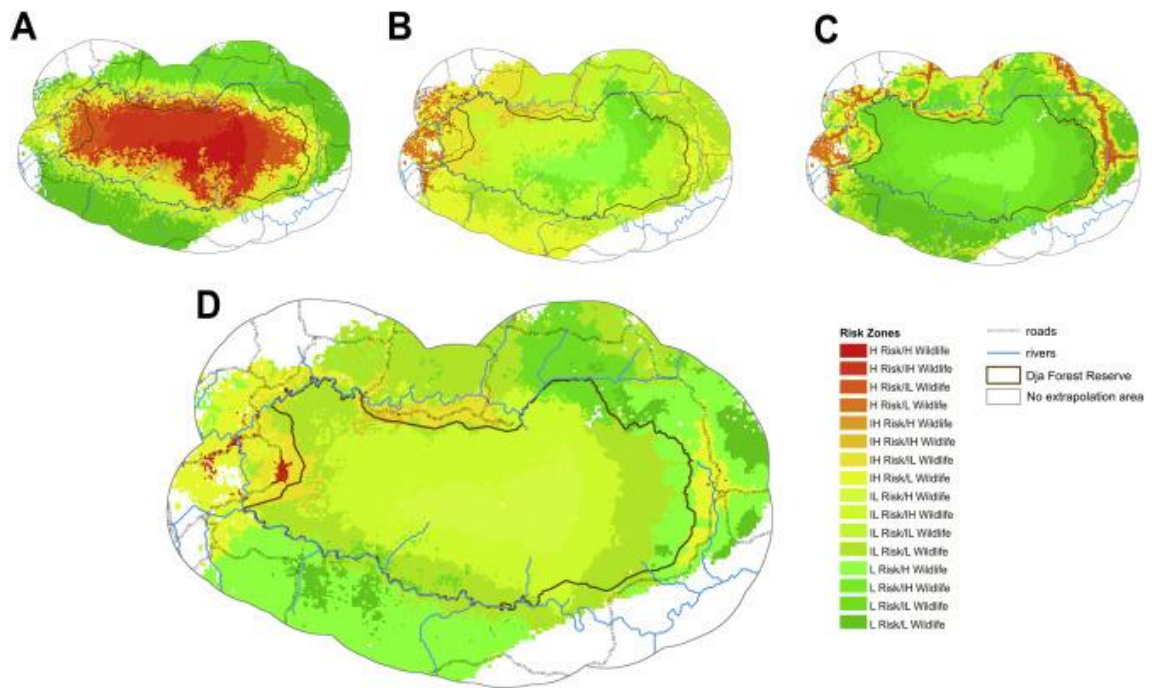 A
B
C
D
Risk Zones
H Risk/H Wildlife
H Risk/IH Wildlife
H Risk/IL Wildlife
H Risk/L Wildlife
IH Risk/H Wildlife
IH Risk/IH Wildlife
IH Risk/IL Wildlife
IH Risk/L Wildlife
IL Risk/H Wildlife
IL Risk/IH Wildlife
IL Risk/IL Wildlife
IL Risk/L Wildlife
L Risk/H Wildlife
L Risk/IH Wildlife
L Risk/IL Wildlife
L Risk/L Wildlife
roads
rivers
Dja Forest Reserve
No extrapolation area